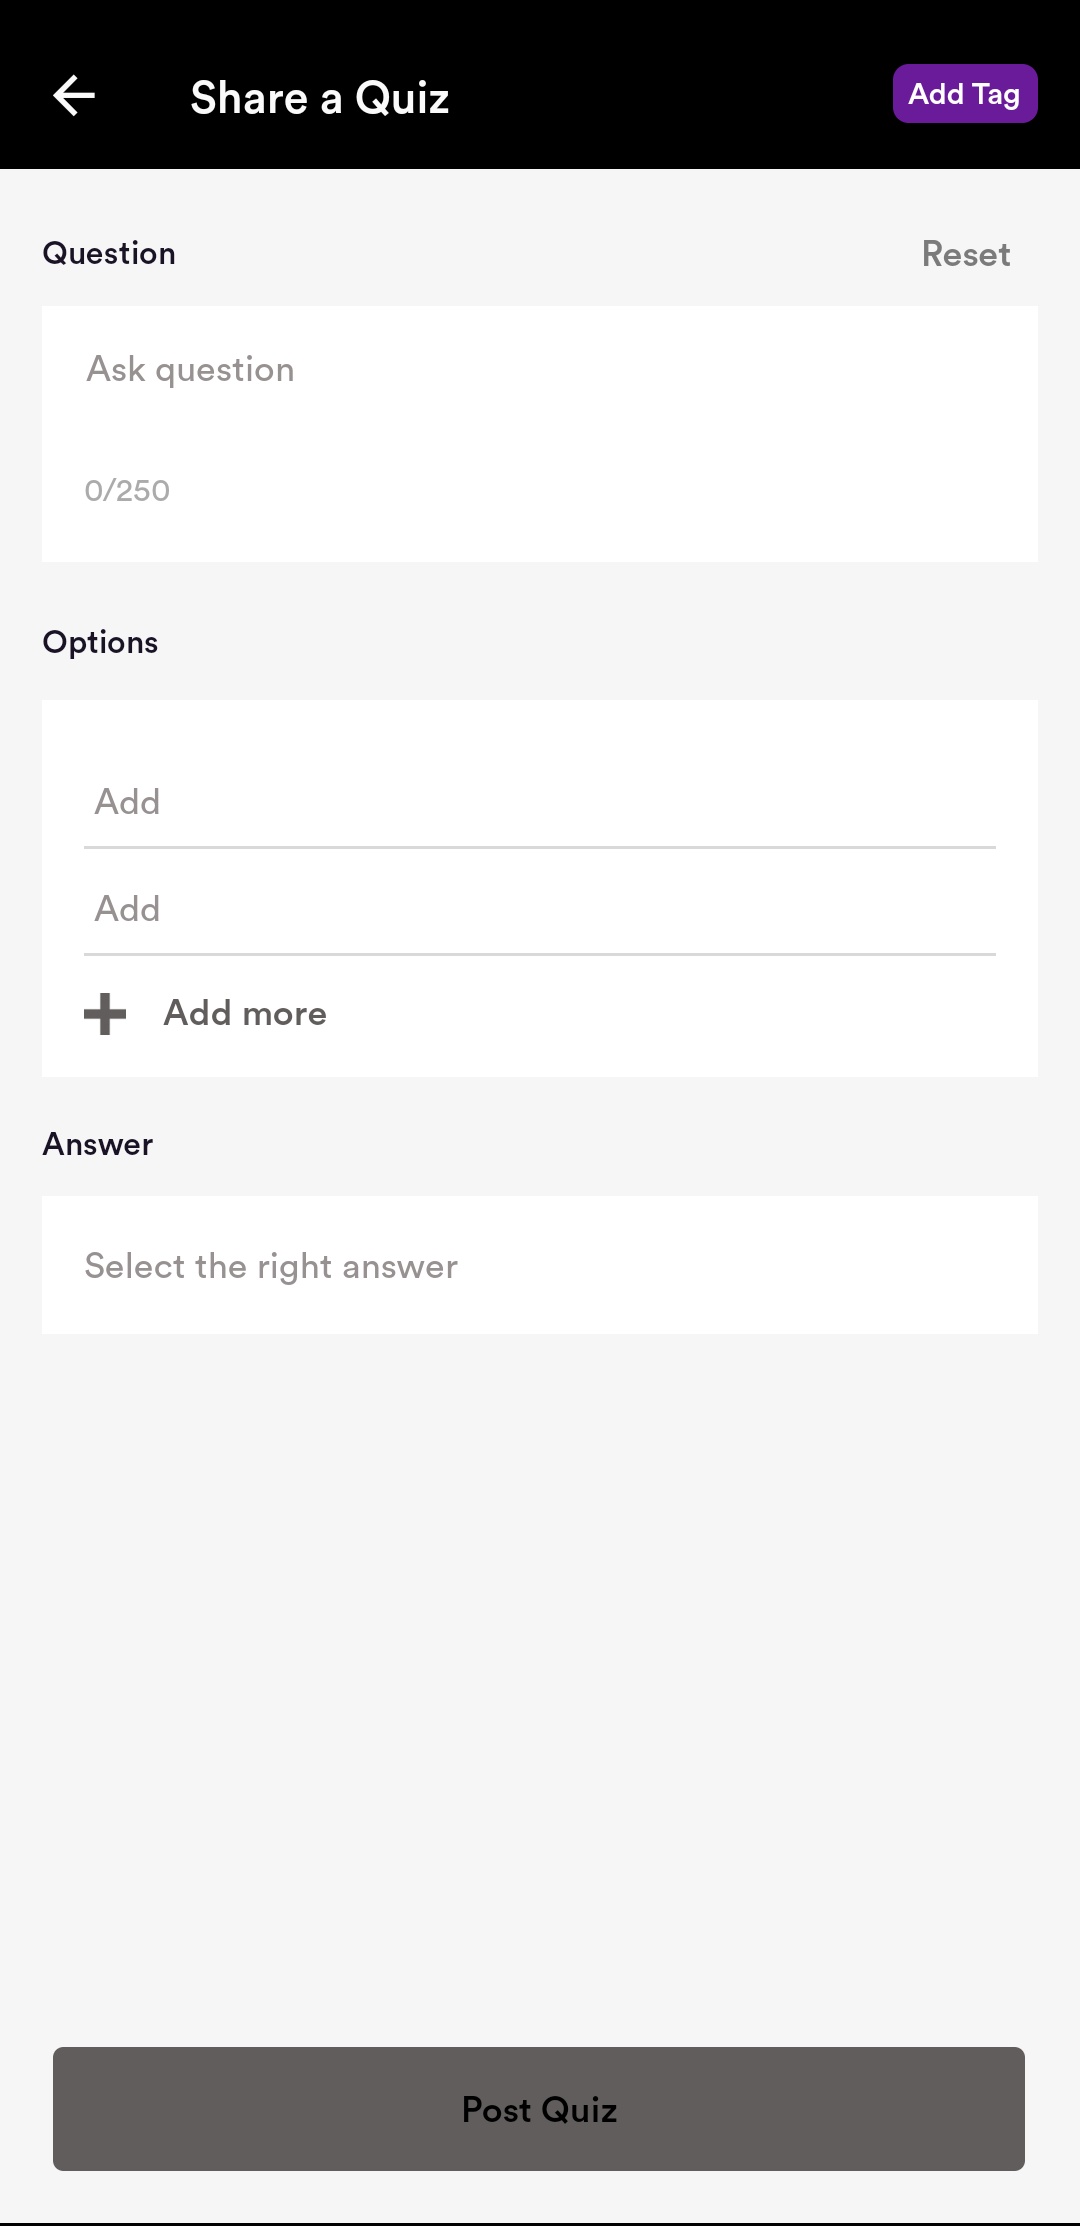 Share a Quiz
Add Tag
Question
Reset
Ask question
0/250
Options
Add
Add
Add more
Answer
Select the right answer
Post Quiz